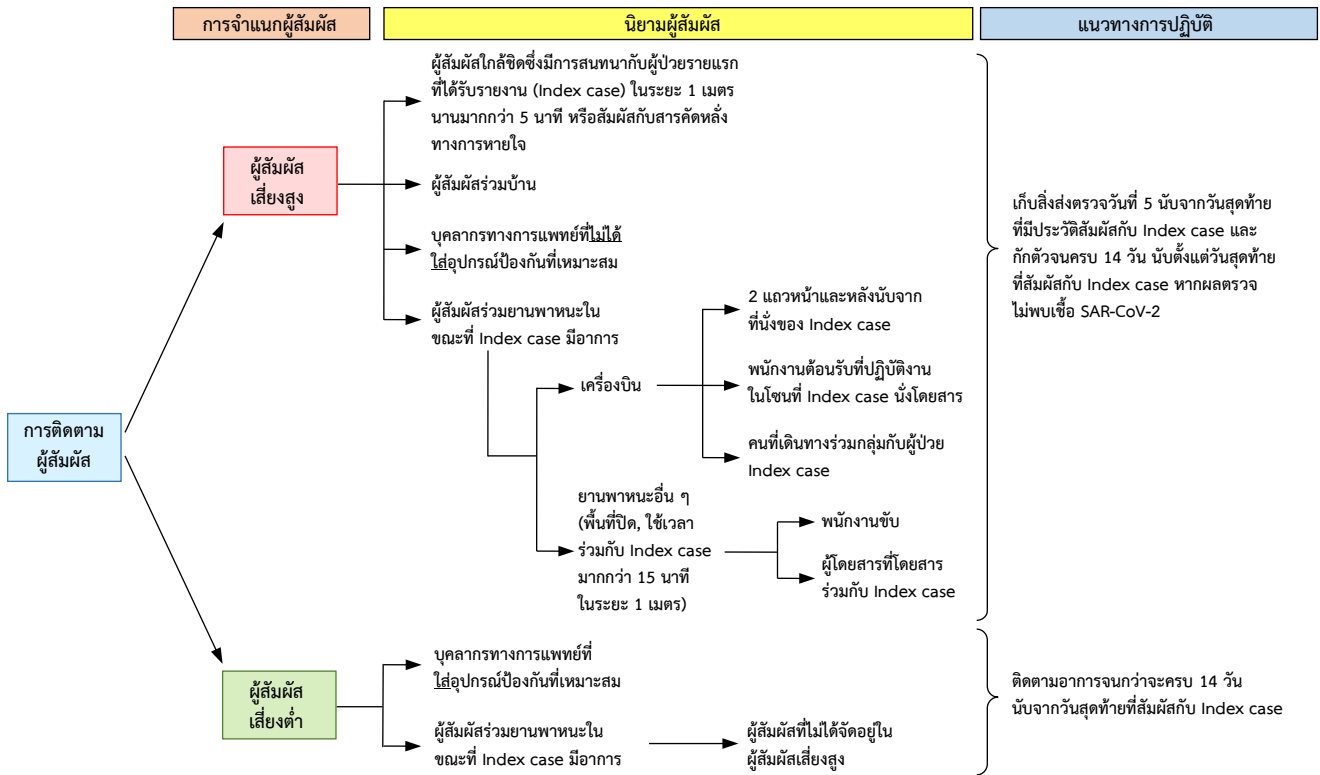 การจำแนกผู้สัมผัส
นิยามผู้สัมผัส
แนวทางการปฏิบัติ
ผู้สัมผัสใกล้ชิดซึ่งมีการสนทนากับผู้ป่วยรายแรก
ที่ได้รับรายงาน (Index case) ในระยะ 1 เมตร
นานมากกว่า 5 นาที หรือสัมผัสกับสารคัดหลั่ง
ทางการหายใจ
ผู้สัมผัส
เสี่ยงสูง
ผู้สัมผัสร่วมบ้าน
บุคลากรทางการแพทย์ที่ไม่ได้
ใส่อุปกรณ์ป้องกันที่เหมาะสม
ผู้สัมผัสร่วมยานพาหนะใน
ขณะที่ Index case มีอาการ
เครื่องบิน
2 แถวหน้าและหลังนับจาก
ที่นั่งของ Index case
พนักงานต้อนรับที่ปฏิบัติงาน
ในโซนที่ Index case นั่งโดยสาร
คนที่เดินทางร่วมกลุ่มกับผู้ป่วย
Index case
ยานพาหนะอื่น ๆ
(พื้นที่ปิด, ใช้เวลา
ร่วมกับ Index case
มากกว่า 15 นาที
ในระยะ 1 เมตร)
พนักงานขับ
ผู้โดยสารที่โดยสาร
ร่วมกับ Index case
เก็บสิ่งส่งตรวจวันที่ 5 นับจากวันสุดท้าย
ที่มีประวัติสัมผัสกับ Index case และ
กักตัวจนครบ 14 วัน นับตั้งแต่วันสุดท้าย
ที่สัมผัสกับ Index case หากผลตรวจ
ไม่พบเชื้อ SAR-CoV-2
การติดตาม
ผู้สัมผัส
ผู้สัมผัส
เสี่ยงต่ำ
บุคลากรทางการแพทย์ที่
ใส่อุปกรณ์ป้องกันที่เหมาะสม
ผู้สัมผัสร่วมยานพาหนะใน
ขณะที่ Index case มีอาการ
ผู้สัมผัสที่ไม่ได้จัดอยู่ใน
ผู้สัมผัสเสี่ยงสูง
ติดตามอาการจนกว่าจะครบ 14 วัน
นับจากวันสุดท้ายที่สัมผัสกับ Index case